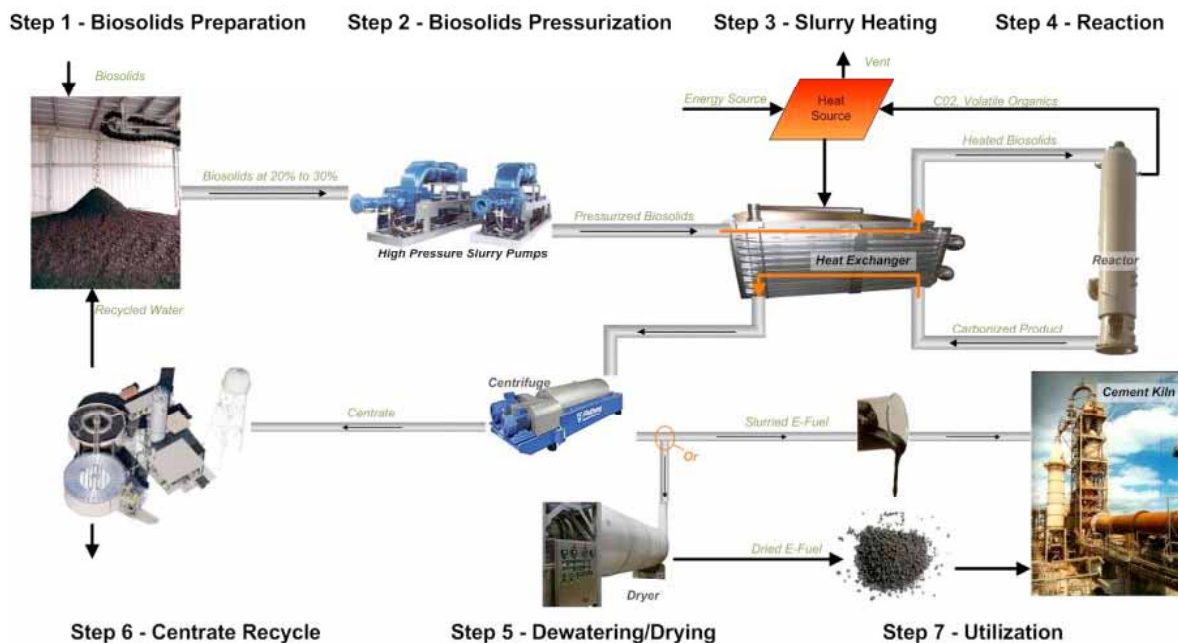 Step 1 - Biosolids Preparation
Step 2 - Biosolids Pressurization
Step 3 - Slurry Heating
Step 4 - Reaction
Biosolids
Vent
Energy Source
Heat
Source
C02, Volatile Organics
Heated Biosolids
Biosolids at 20% to 30%
Pressurized Biosolids
High Pressure Slurry Pumps
Heat Exchanger
Reactor
Recycled Water
Carbonized Product
Centrifuge
Cement Kiln
Centrate
Slurried E-Fuel
Or
Dried E-Fuel
Dryer
Step 6 - Centrate Recycle
Step 5 - Dewatering/Drying
Step 7 - Utilization